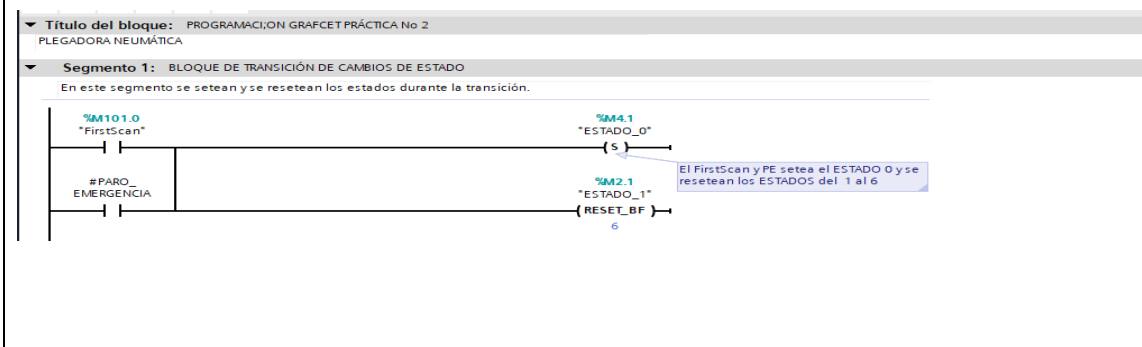 Título del bloque: PROGRAMACI;ON GRAFCET PRÁCTICA No 2
PLEGADORA NEUMÁTICA
Segmento 1: BLOQUE DE TRANSICIÓN DE CAMBIOS DE ESTADO
En este segmento se setean y se resetean los estados durante la transición.
%M101.0
"FirstScan"
%M4.1
"ESTADO_0"
S
El FirstScan y PE setea el ESTADO 0 y se
resetean los ESTADOS del 1 al 6
#PARO_
EMERGENCIA
%M2.1
"ESTADO_1"
RESET_BF
6